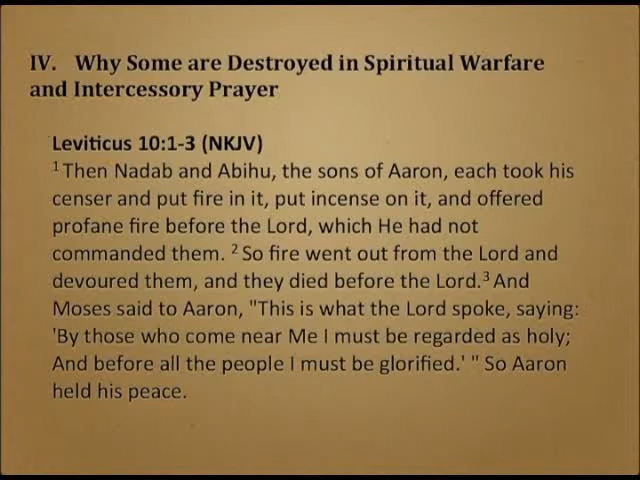 IV. Why Some are Destroyed in Spiritual Warfare
and Intercessory Prayer
Leviticus 10:1-3 (NKJV)
¹ Then Nadab and Abihu, the sons of Aaron, each took his
censer and put fire in it, put incense on it, and offered
profane fire before the Lord, which He had not
commanded them. ² So fire went out from the Lord and
devoured them, and they died before the Lord.³ And
Moses said to Aaron, "This is what the Lord spoke, saying:
'By those who come near Me I must be regarded as holy;
And before all the people I must be glorified.' " So Aaron
held his peace.